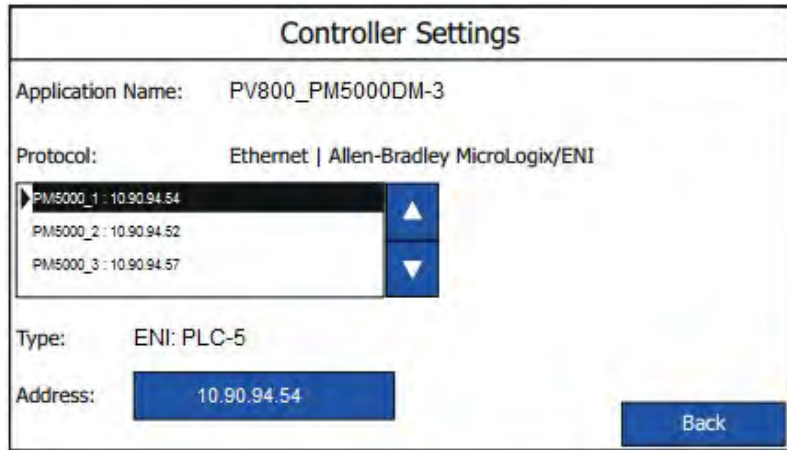 Controller Settings
Application Name: PV800_PM5000DM-3
Protocol: Ethernet | Allen-Bradley MicroLogix/ENI
PM5000_1 : 10.90.94.54
PM5000_2 : 10.90.94.52
PM5000_3 : 10.90.94.57
Type: ENI: PLC-5
Address: 10.90.94.54
Back